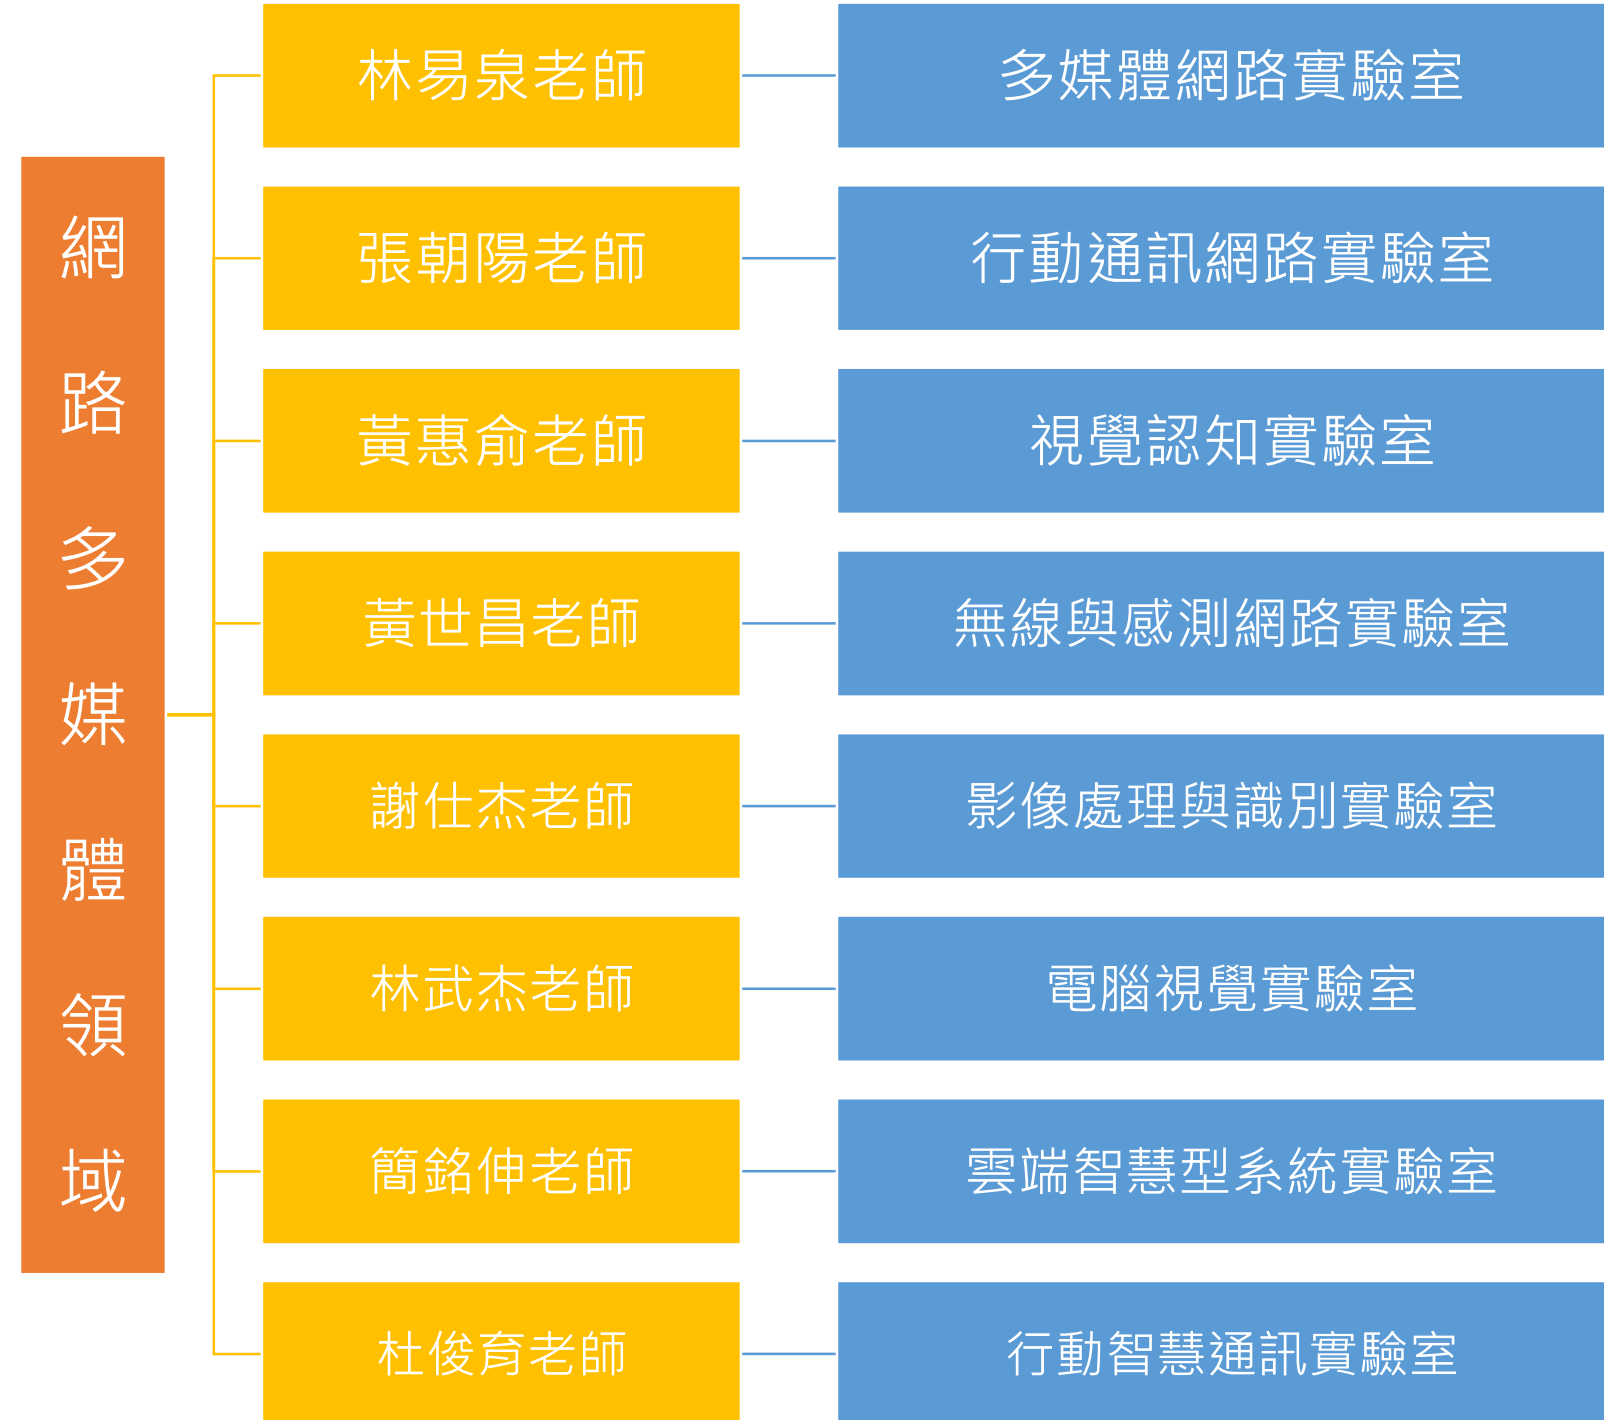 網路多媒體領域
林易泉老師
多媒體網路實驗室
張朝陽老師
行動通訊網路實驗室
黃惠俞老師
視覺認知實驗室
黃世昌老師
無線與感測網路實驗室
謝仕杰老師
影像處理與識別實驗室
林武杰老師
電腦視覺實驗室
簡銘伸老師
雲端智慧型系統實驗室
杜俊育老師
行動智慧通訊實驗室